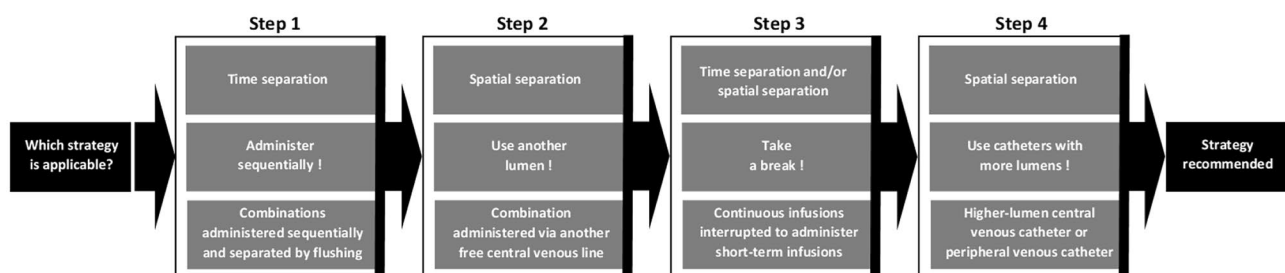 Step 1
Step 2
Step 3
Step 4
Which strategy
is applicable?
Time separation
Administer
sequentially !
Combinations
administered sequentially
and separated by flushing
Spatial separation
Use another
lumen !
Combination
administered via another
free central venous line
Time separation and/or
spatial separation
Take
a break !
Continuous infusions
interrupted to administer
short-term infusions
Spatial separation
Use catheters with
more lumens !
Higher-lumen central
venous catheter or
peripheral venous catheter
Strategy
recommended